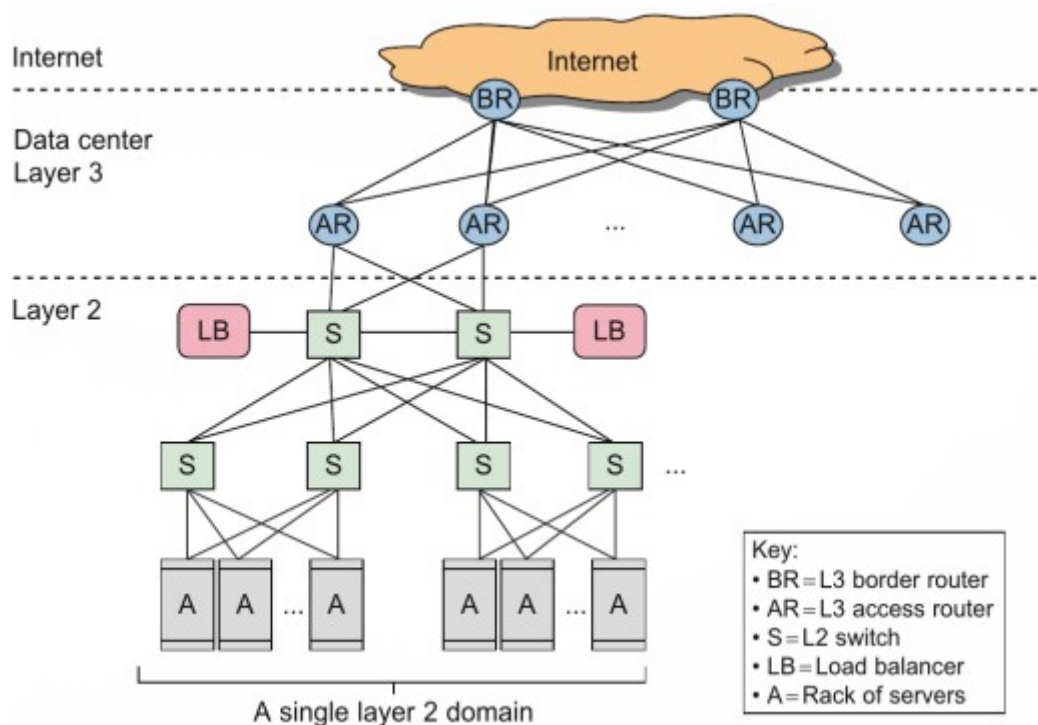 Internet
Internet
BR BR
Data center
Layer 3
AR AR ... AR AR
Layer 2
LB S S LB
S S S S ...
A A ... A A A ... A
A single layer 2 domain
Key:
• BR=L3 border router
• AR=L3 access router
• S=L2 switch
• LB=Load balancer
• A=Rack of servers